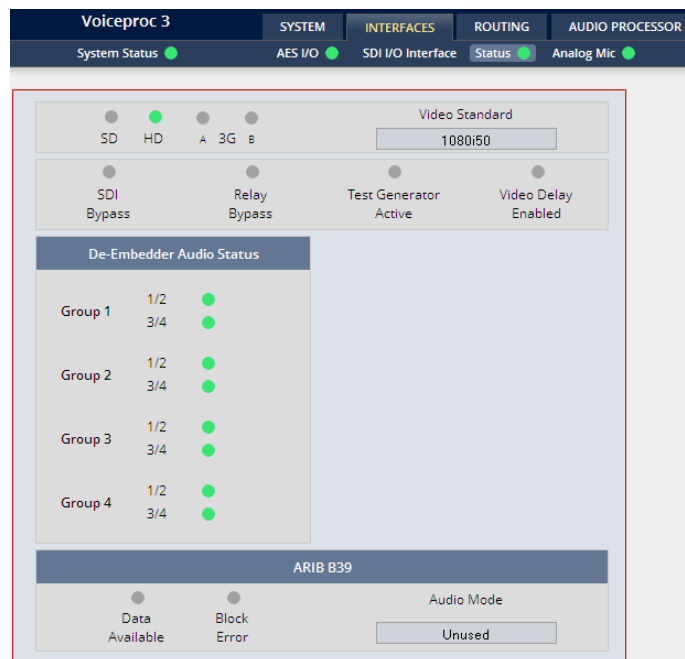 Voiceproc 3
SYSTEM INTERFACES ROUTING AUDIO PROCESSOR
System Status AES I/O SDI I/O Interface Status Analog Mic
SD HD A 3G B
Video Standard
1080i50
SDI Bypass
Relay Bypass
Test Generator Active
Video Delay Enabled
De-Embedder Audio Status
Group 1
1/2
3/4
Group 2
1/2
3/4
Group 3
1/2
3/4
Group 4
1/2
3/4
ARIB B39
Data Available
Block Error
Audio Mode
Unused